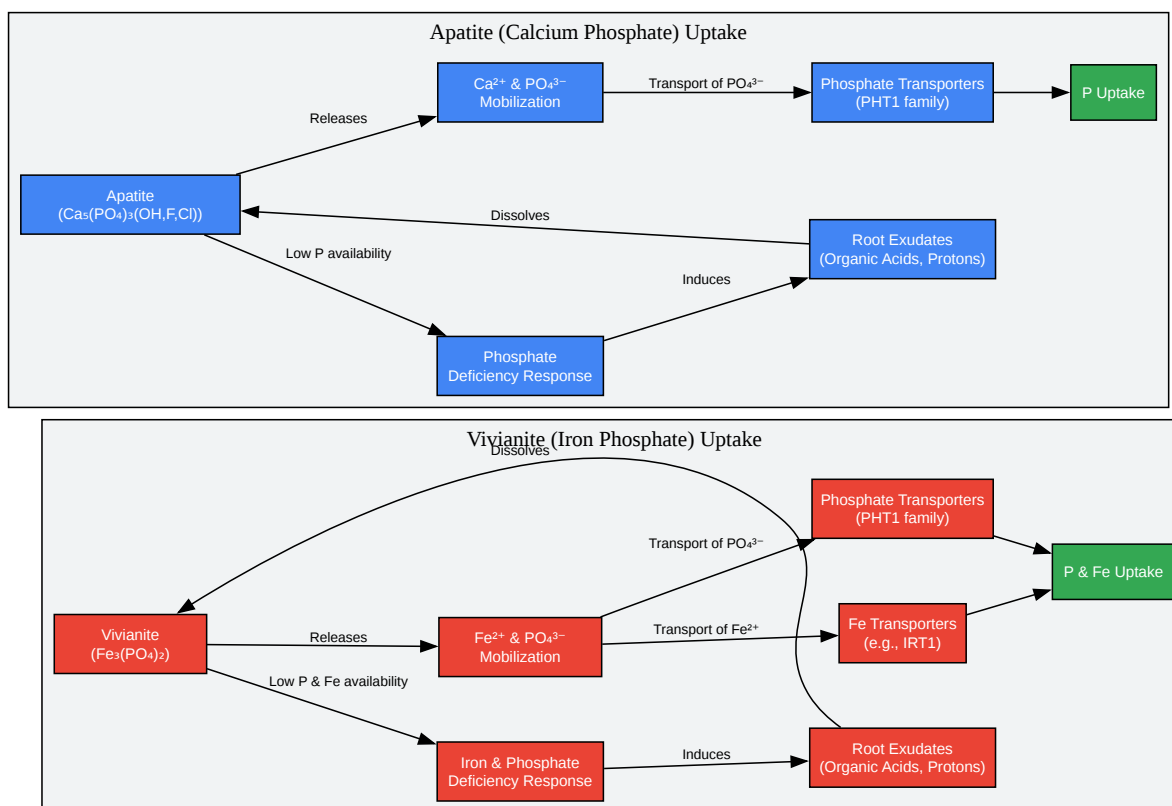 Apatite (Calcium Phosphate) Uptake
Ca²⁺ & PO₄³⁻
Mobilization
Transport of PO₄³⁻
Phosphate Transporters
(PHT1 family)
P Uptake
Releases
Apatite
(Ca₅(PO₄)₃(OH,F,Cl))
Dissolves
Root Exudates
(Organic Acids, Protons)
Low P availability
Induces
Phosphate
Deficiency Response
Vivianite (Iron Phosphate) Uptake
Dissolves
Phosphate Transporters
(PHT1 family)
Transport of PO₄³⁻
P & Fe Uptake
Vivianite
(Fe₃(PO₄)₂)
Releases
Fe²⁺ & PO₄³⁻
Mobilization
Transport of Fe²⁺
Fe Transporters
(e.g., IRT1)
Low P & Fe availability
Iron & Phosphate
Deficiency Response
Induces
Root Exudates
(Organic Acids, Protons)